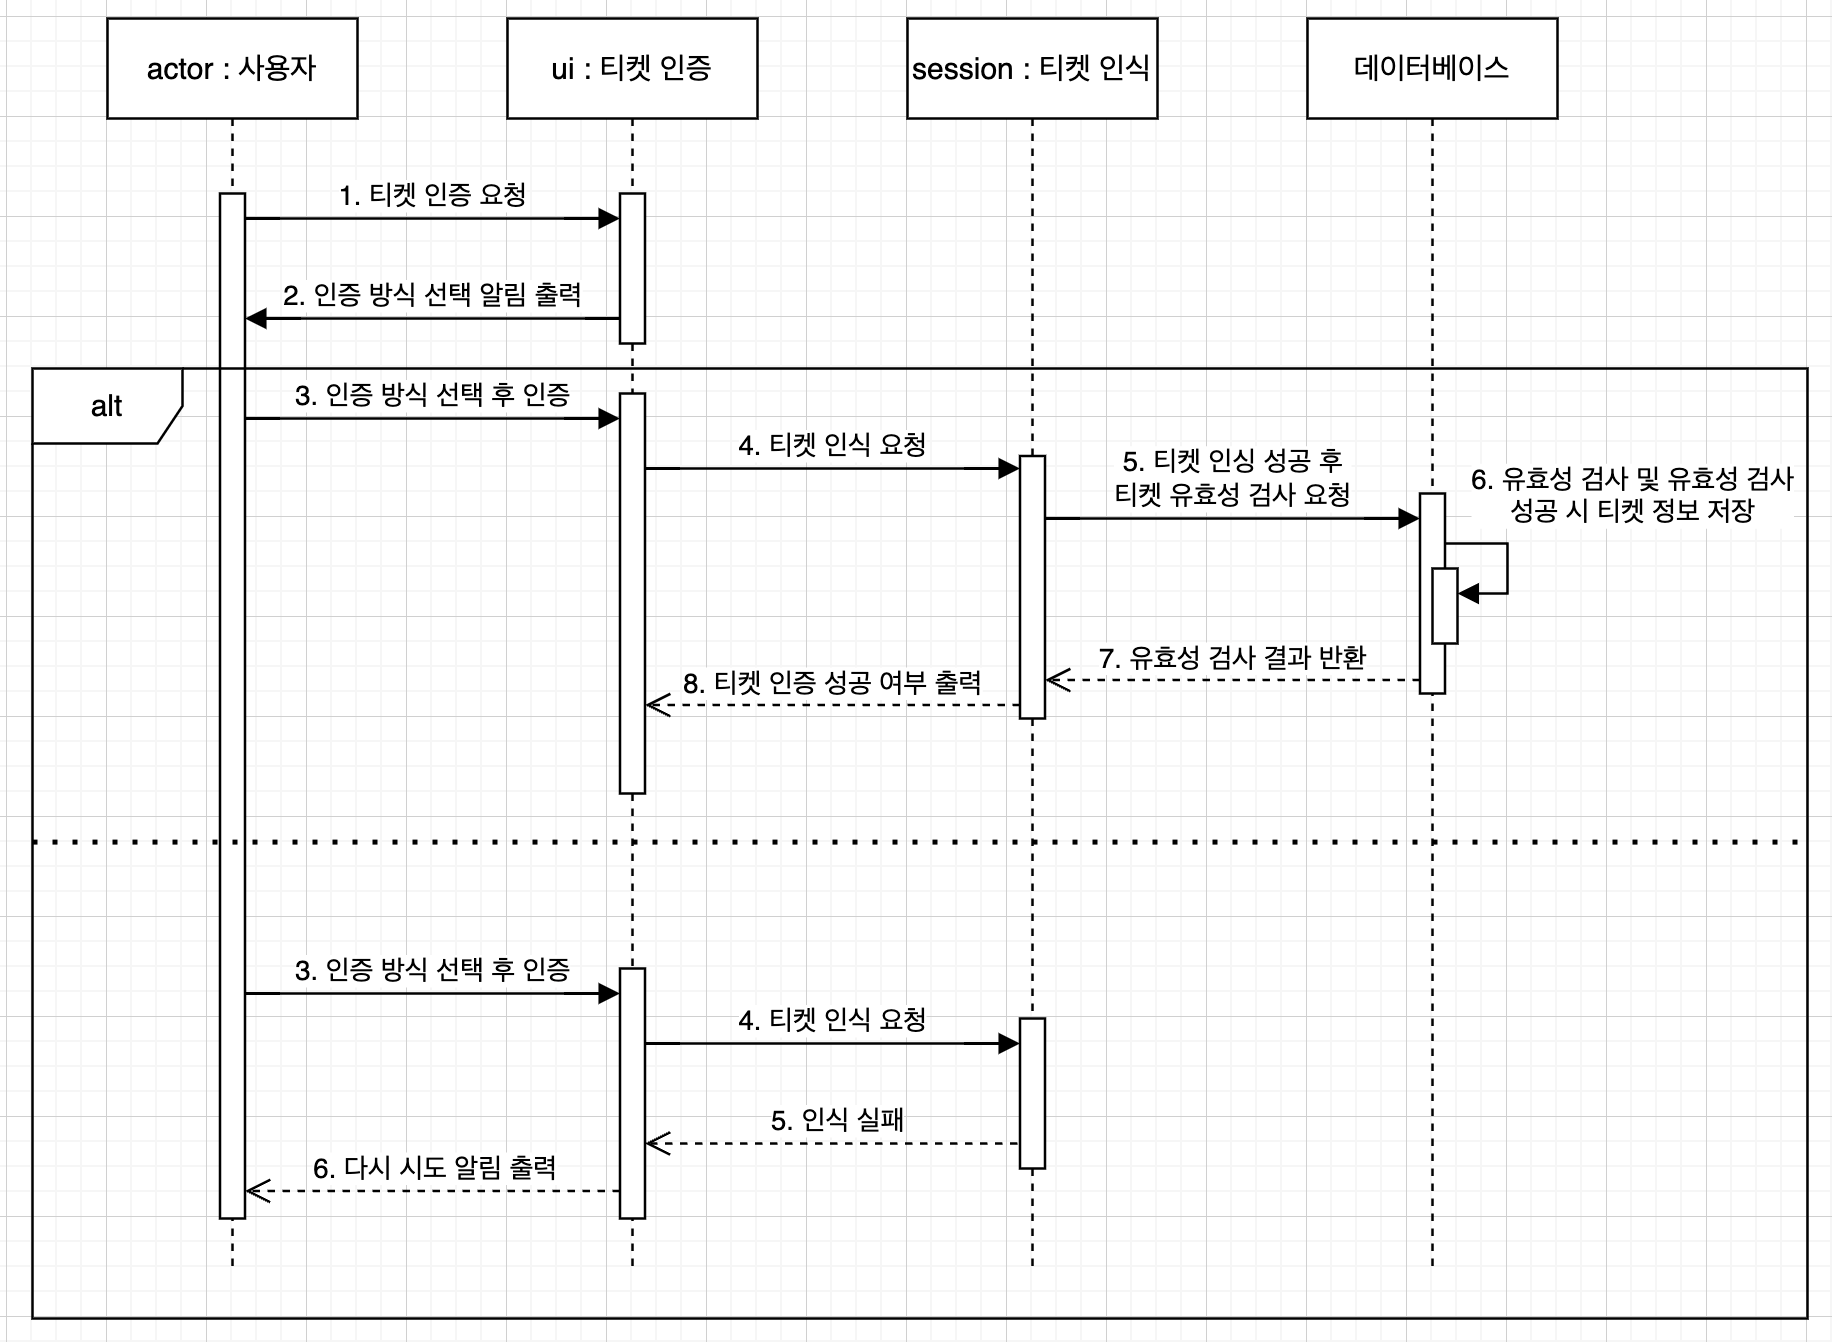 actor : 사용자
ui : 티켓 인증
session : 티켓 인식
데이터베이스
1. 티켓 인증 요청
2. 인증 방식 선택 알림 출력
alt
3. 인증 방식 선택 후 인증
4. 티켓 인식 요청
5. 티켓 인싱 성공 후
티켓 유효성 검사 요청
6. 유효성 검사 및 유효성 검사
성공 시 티켓 정보 저장
7. 유효성 검사 결과 반환
8. 티켓 인증 성공 여부 출력
3. 인증 방식 선택 후 인증
4. 티켓 인식 요청
5. 인식 실패
6. 다시 시도 알림 출력